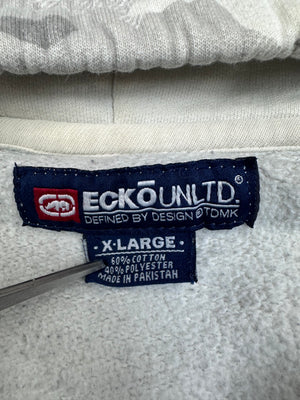 ECKŌUNLTD.®
DEFINED BY DESIGN ©TDMK
· X-LARGE ·
60% COTTON
40% POLYESTER
MADE IN PAKISTAN